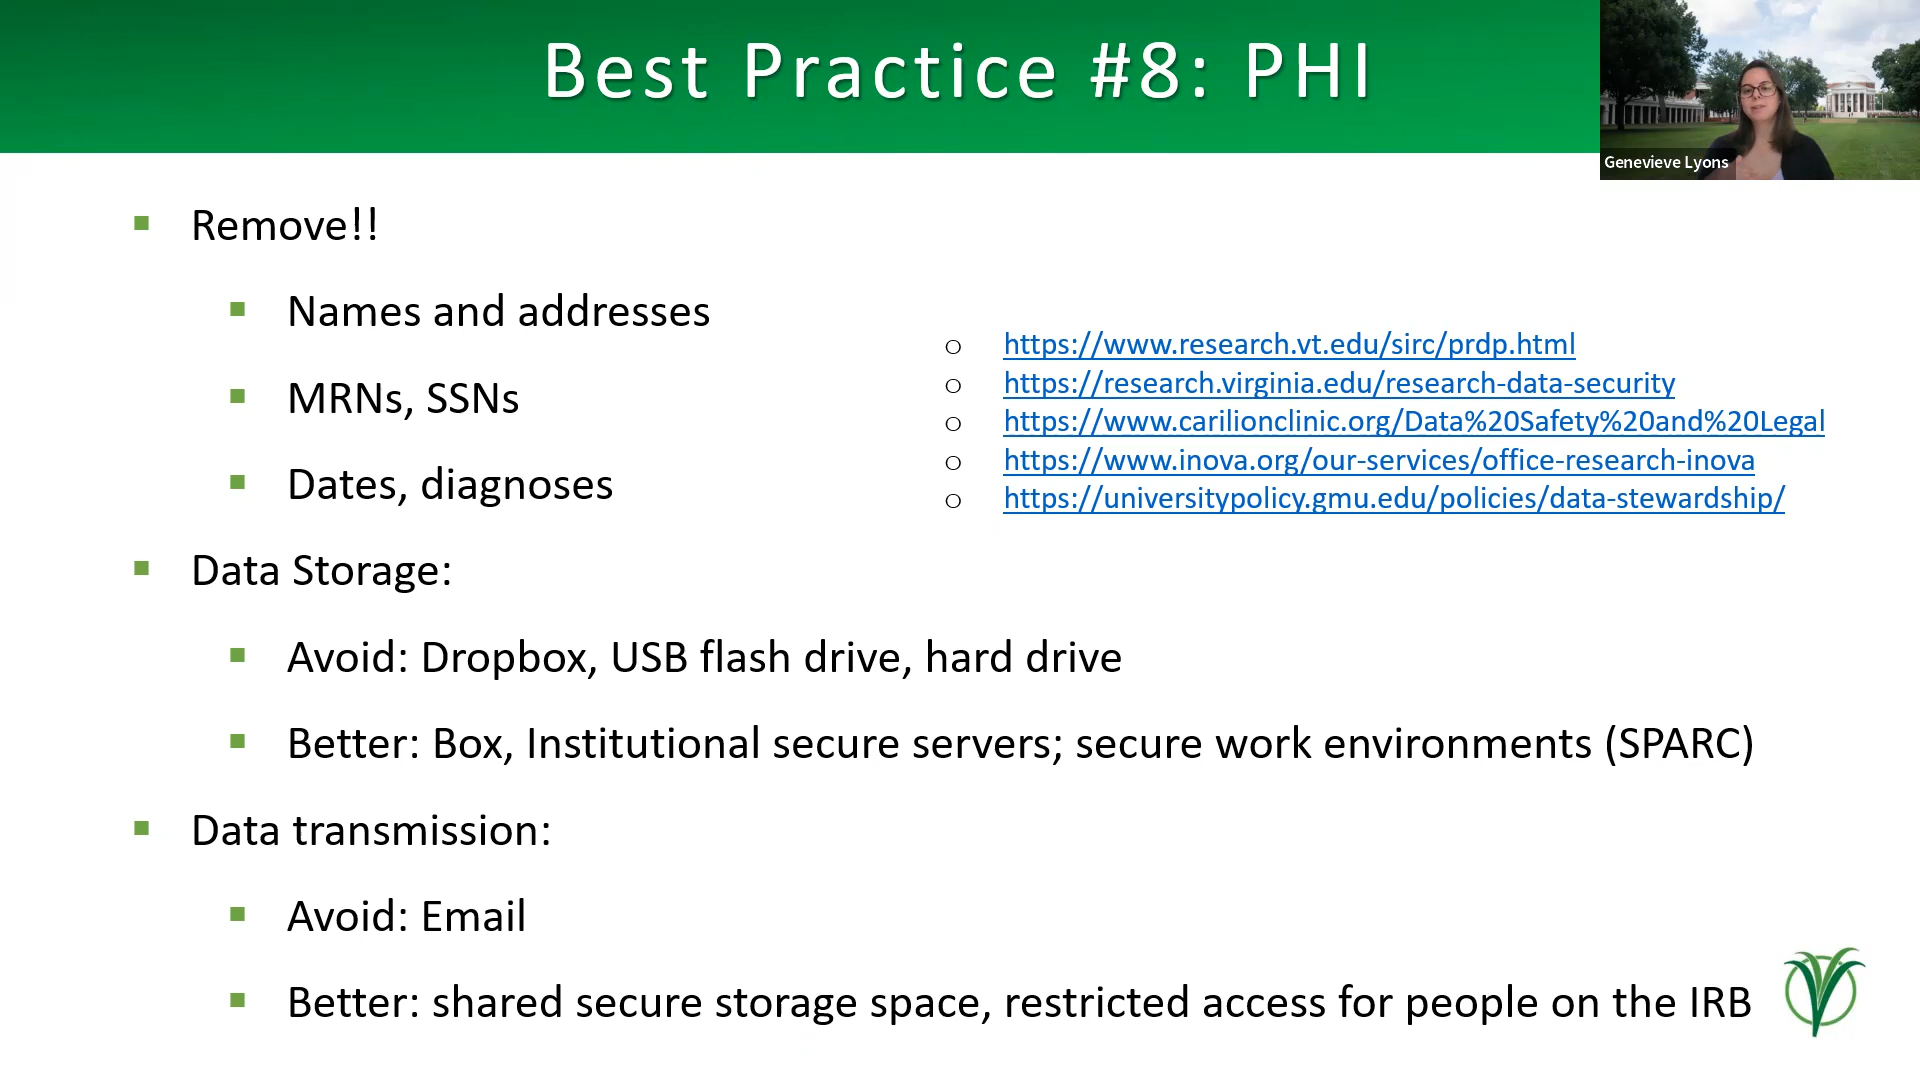 Best Practice #8: PHI
Genevieve Lyons
Remove!!
Names and addresses
MRNs, SSNs
Dates, diagnoses
https://www.research.vt.edu/sirc/prdp.html
https://research.virginia.edu/research-data-security
https://www.carilionclinic.org/Data%20Safety%20and%20Legal
https://www.inova.org/our-services/office-research-inova
https://universitypolicy.gmu.edu/policies/data-stewardship/
Data Storage:
Avoid: Dropbox, USB flash drive, hard drive
Better: Box, Institutional secure servers; secure work environments (SPARC)
Data transmission:
Avoid: Email
Better: shared secure storage space, restricted access for people on the IRB